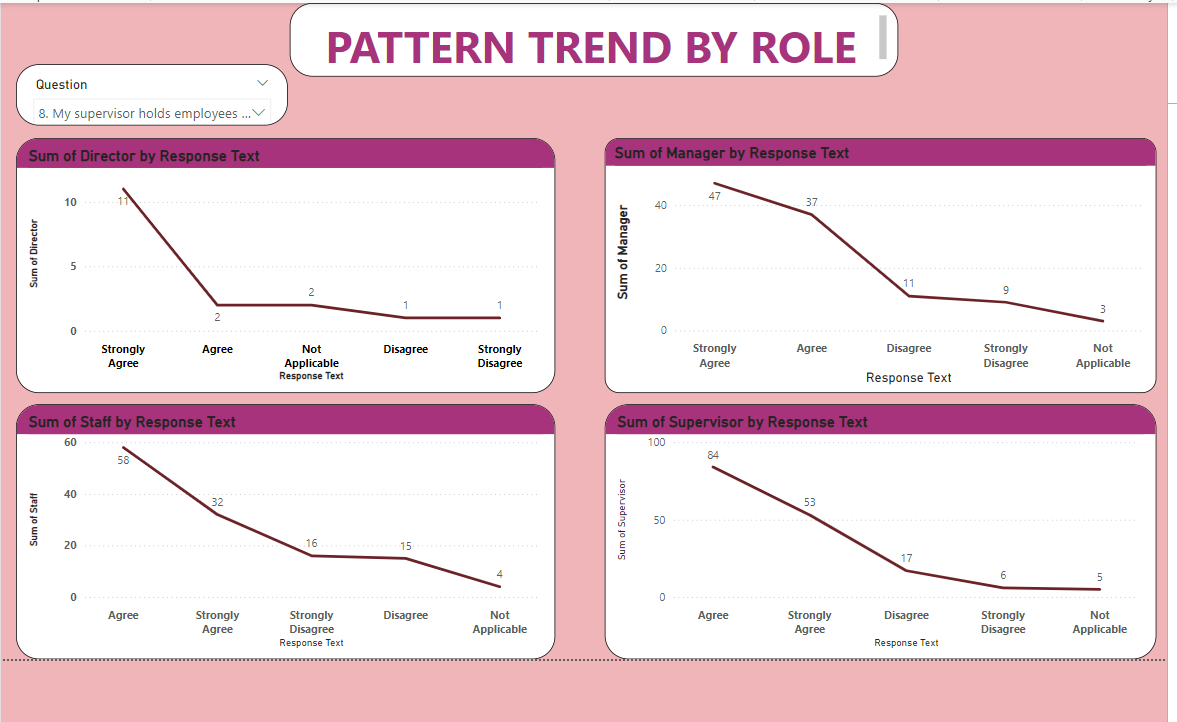 PATTERN TREND BY ROLE
Question
8. My supervisor holds employees ...
Sum of Director by Response Text
Sum of Director
10
5
0
11
2
2
1
1
Strongly Agree
Agree
Not Applicable
Disagree
Strongly Disagree
Response Text
Sum of Manager by Response Text
Sum of Manager
40
20
0
47
37
11
9
3
Strongly Agree
Agree
Disagree
Strongly Disagree
Not Applicable
Response Text
Sum of Staff by Response Text
Sum of Staff
60
40
20
0
58
32
16
15
4
Agree
Strongly Agree
Strongly Disagree
Disagree
Not Applicable
Response Text
Sum of Supervisor by Response Text
Sum of Supervisor
100
50
0
84
53
17
6
5
Agree
Strongly Agree
Disagree
Strongly Disagree
Not Applicable
Response Text